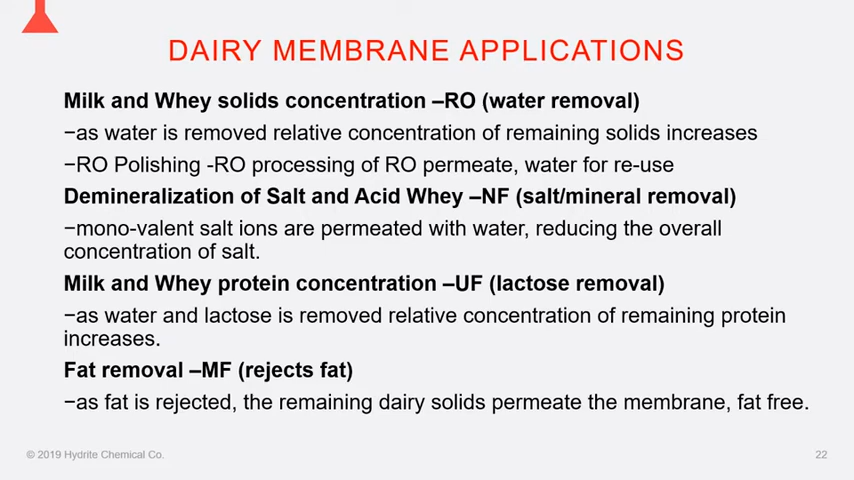 DAIRY MEMBRANE APPLICATIONS
Milk and Whey solids concentration –RO (water removal)
−as water is removed relative concentration of remaining solids increases
−RO Polishing -RO processing of RO permeate, water for re-use
Demineralization of Salt and Acid Whey –NF (salt/mineral removal)
−mono-valent salt ions are permeated with water, reducing the overall
concentration of salt.
Milk and Whey protein concentration –UF (lactose removal)
−as water and lactose is removed relative concentration of remaining protein
increases.
Fat removal –MF (rejects fat)
−as fat is rejected, the remaining dairy solids permeate the membrane, fat free.
© 2019 Hydrite Chemical Co.
22